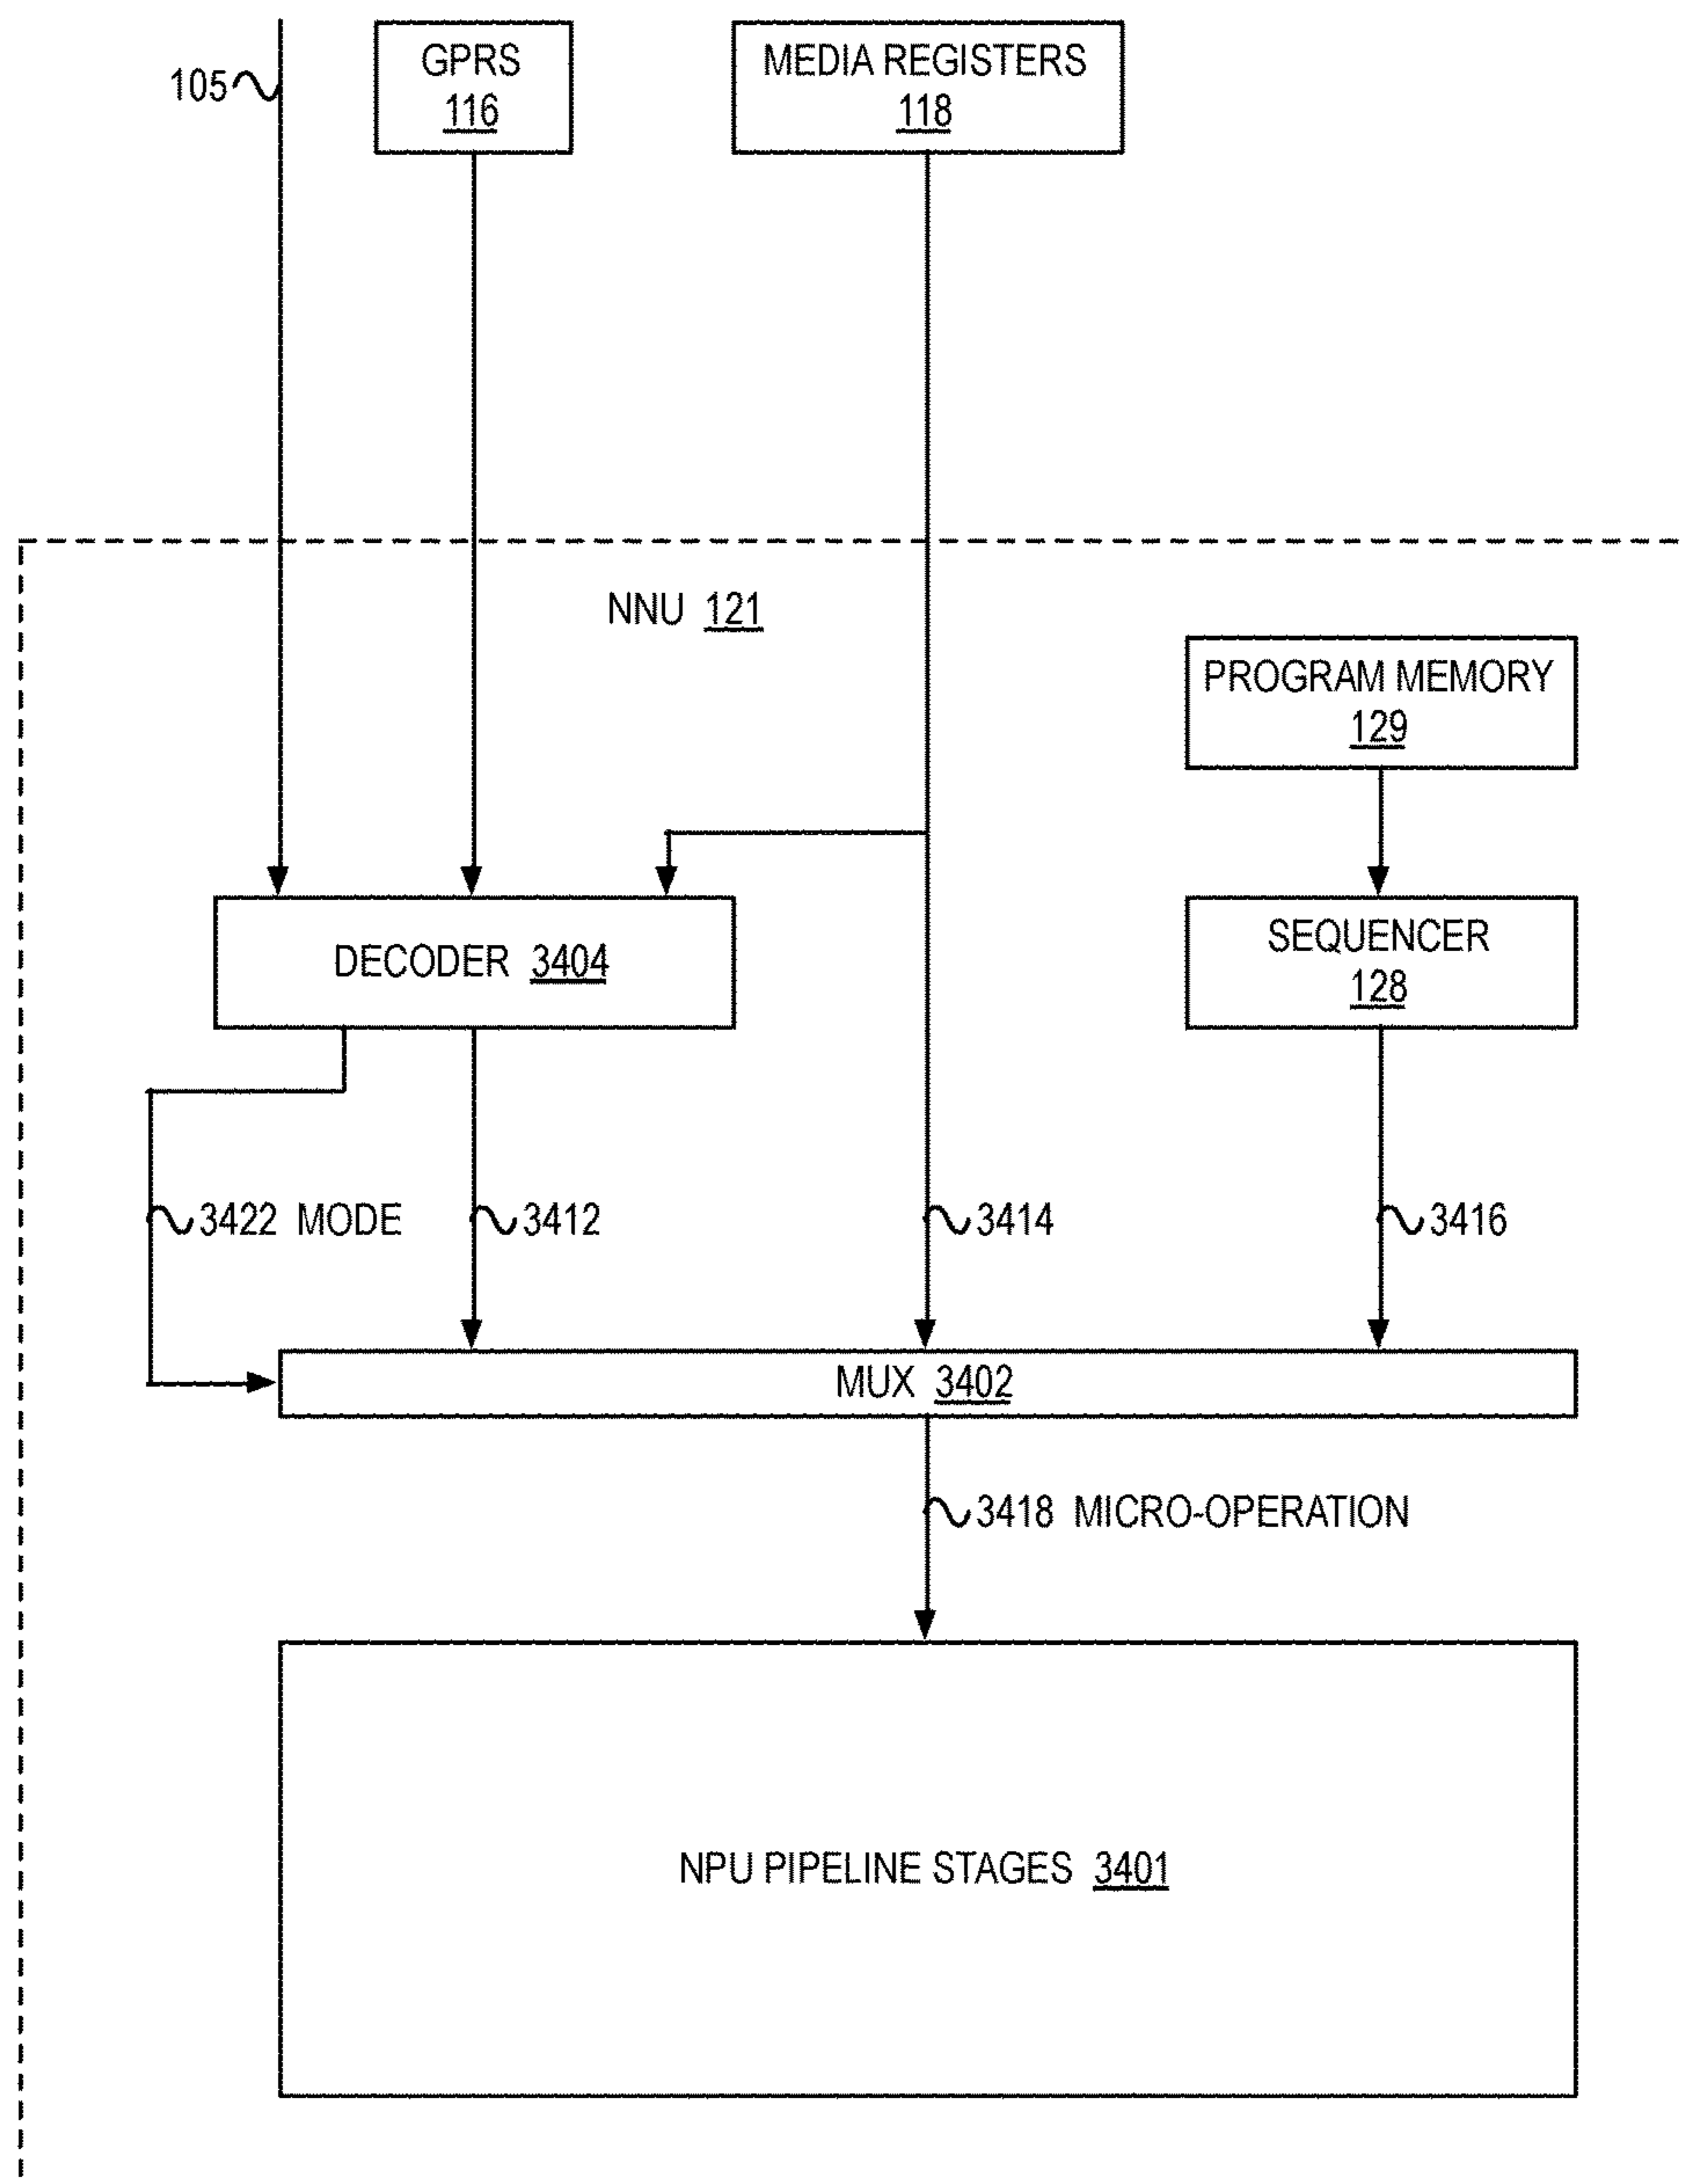 105
GPRS
116
MEDIA REGISTERS
118
NNU 121
PROGRAM MEMORY
129
DECODER 3404
SEQUENCER
128
3422 MODE
3412
3414
3416
MUX 3402
3418 MICRO-OPERATION
NPU PIPELINE STAGES 3401